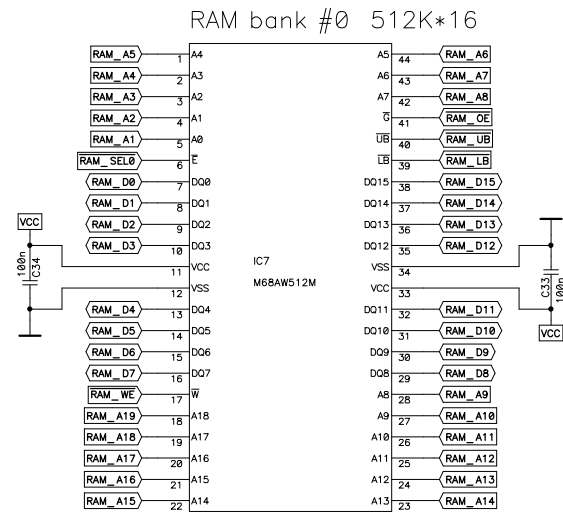 RAM bank #0 512K*16
RAM_A5 1 A4 A5 44 RAM_A6
RAM_A4 2 A3 A6 43 RAM_A7
RAM_A3 3 A2 A7 42 RAM_A8
RAM_A2 4 A1 G 41 RAM_OE
RAM_A1 5 A0 UB 40 RAM_UB
RAM_SEL0 6 E LB 39 RAM_LB
RAM_D0 7 DQ0 DQ15 38 RAM_D15
RAM_D1 8 DQ1 DQ14 37 RAM_D14
RAM_D2 9 DQ2 DQ13 36 RAM_D13
RAM_D3 10 DQ3 DQ12 35 RAM_D12
VCC
100n
C34
11 VCC VSS 34
IC7
M68AW512M
12 VSS VCC 33
C33
100n
VCC
RAM_D4 13 DQ4 DQ11 32 RAM_D11
RAM_D5 14 DQ5 DQ10 31 RAM_D10
RAM_D6 15 DQ6 DQ9 30 RAM_D9
RAM_D7 16 DQ7 DQ8 29 RAM_D8
RAM_WE 17 W A8 28 RAM_A9
RAM_A19 18 A18 A9 27 RAM_A10
RAM_A18 19 A17 A10 26 RAM_A11
RAM_A17 20 A16 A11 25 RAM_A12
RAM_A16 21 A15 A12 24 RAM_A13
RAM_A15 22 A14 A13 23 RAM_A14